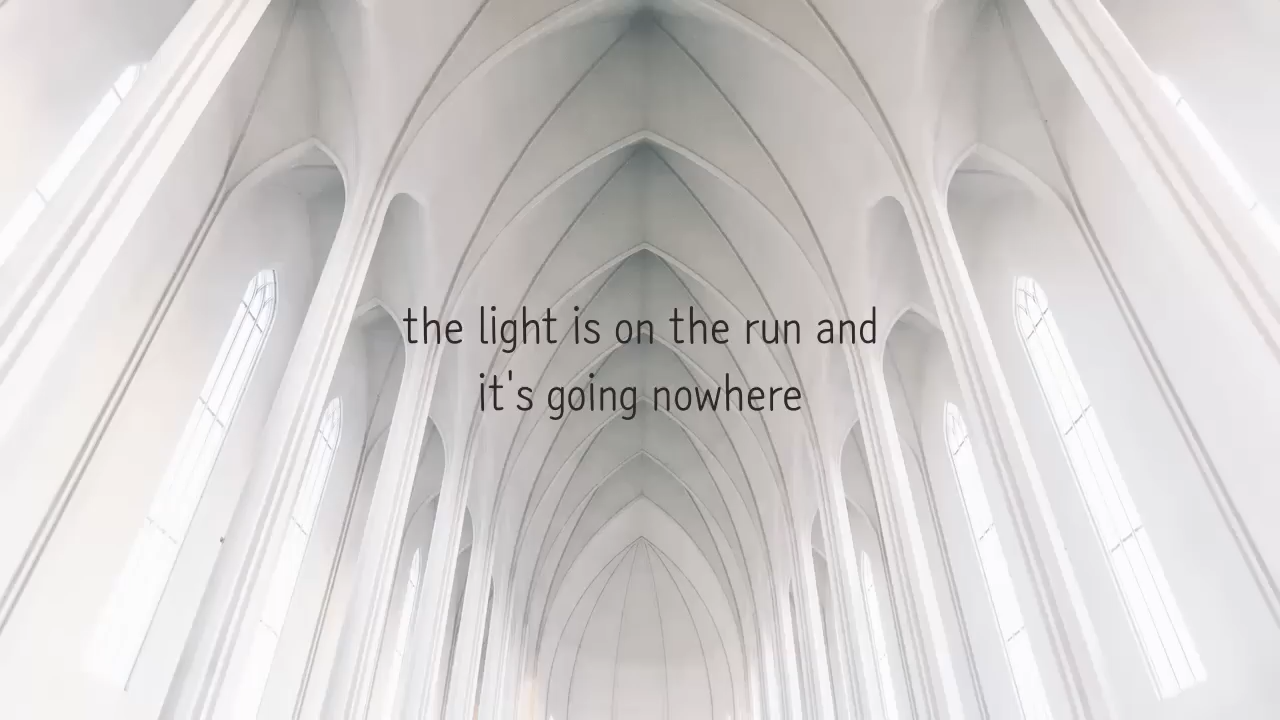 the light is on the run and
it's going nowhere